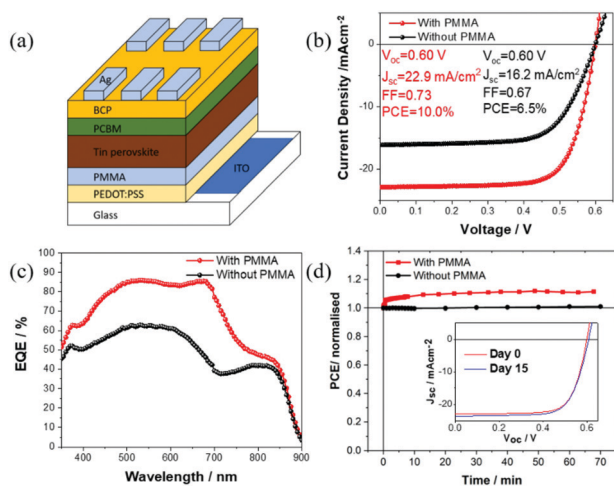 (a)
Ag
BCP
PCBM
Tin perovskite
PMMA
PEDOT:PSS
Glass
ITO
(b)
With PMMA
Without PMMA
Voc=0.60 V
Jsc=22.9 mA/cm²
FF=0.73
PCE=10.0%
Voc=0.60 V
Jsc=16.2 mA/cm²
FF=0.67
PCE=6.5%
Current Density /mAcm⁻²
0
-10
-20
0.0 0.1 0.2 0.3 0.4 0.5 0.6
Voltage / V
(c)
With PMMA
Without PMMA
EQE / %
100
90
80
70
60
50
40
30
20
10
0
400 500 600 700 800 900
Wavelength / nm
(d)
With PMMA
Without PMMA
PCE/ normalised
1.4
1.2
1.0
0.8
0.6
0.4
0.2
0.0
0 10 20 30 40 50 60 70
Time / min
Day 0
Day 15
Jsc / mAcm⁻²
0
-10
-20
0.0 0.2 0.4 0.6
Voc / V